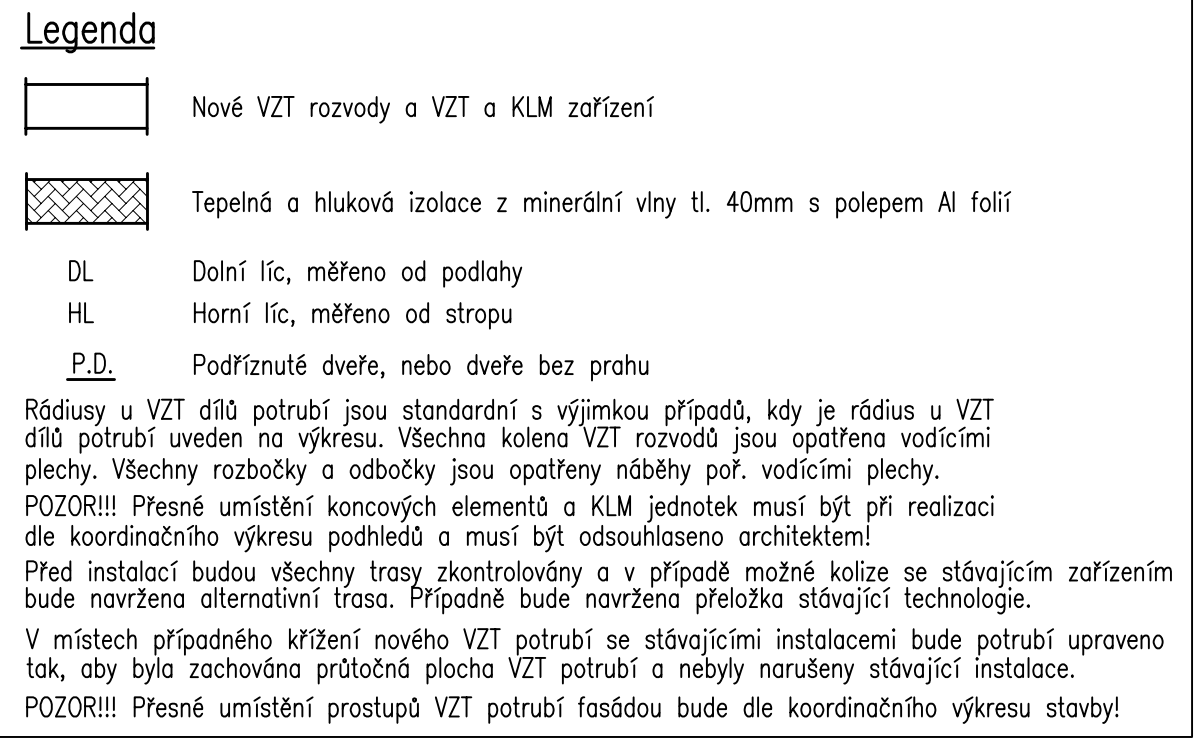 Legenda
Nové VZT rozvody a VZT a KLM zařízení
Tepelná a hluková izolace z minerální vlny tl. 40mm s polepem Al folií
DL Dolní líc, měřeno od podlahy
HL Horní líc, měřeno od stropu
P.D. Podříznuté dveře, nebo dveře bez prahu
Rádiusy u VZT dílů potrubí jsou standardní s výjimkou případů, kdy je rádius u VZT
dílů potrubí uveden na výkresu. Všechna kolena VZT rozvodů jsou opatřena vodícími
plechy. Všechny rozbočky a odbočky jsou opatřeny náběhy poř. vodícími plechy.
POZOR!!! Přesné umístění koncových elementů a KLM jednotek musí být při realizaci
dle koordinačního výkresu podhledů a musí být odsouhlaseno architektem!
Před instalací budou všechny trasy zkontrolovány a v případě možné kolize se stávajícím zařízením
bude navržena alternativní trasa. Případně bude navržena přeložka stávající technologie.
V místech případného křížení nového VZT potrubí se stávajícími instalacemi bude potrubí upraveno
tak, aby byla zachována průtočná plocha VZT potrubí a nebyly narušeny stávající instalace.
POZOR!!! Přesné umístění prostupů VZT potrubí fasádou bude dle koordinačního výkresu stavby!